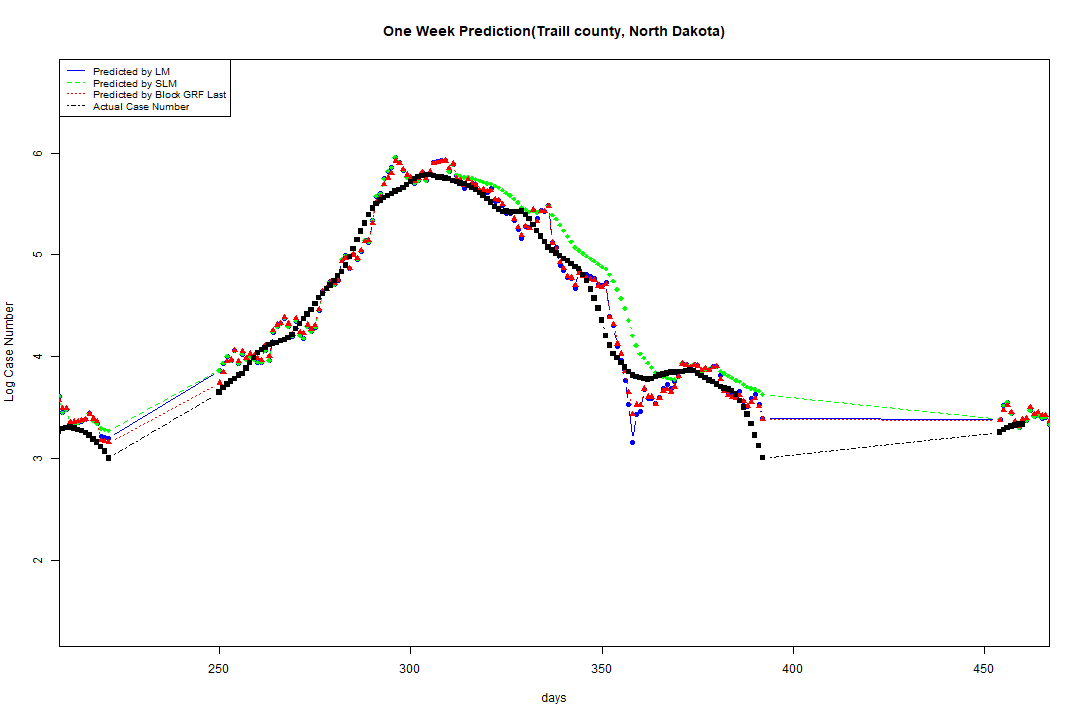 One Week Prediction(Traill county, North Dakota)
Predicted by LM
Predicted by SLM
Predicted by Block GRF Last
Actual Case Number
6
5
4
3
2
Log Case Number
250 300 350 400 450
days